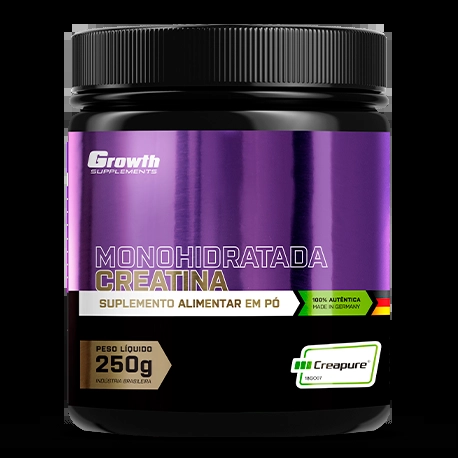 Growth
SUPPLEMENTS
MONOHIDRATADA
CREATINA
SUPLEMENTO ALIMENTAR EM PÓ
100% AUTÊNTICA
MADE IN GERMANY
PESO LÍQUIDO
250g
INDÚSTRIA BRASILEIRA
Creapure®